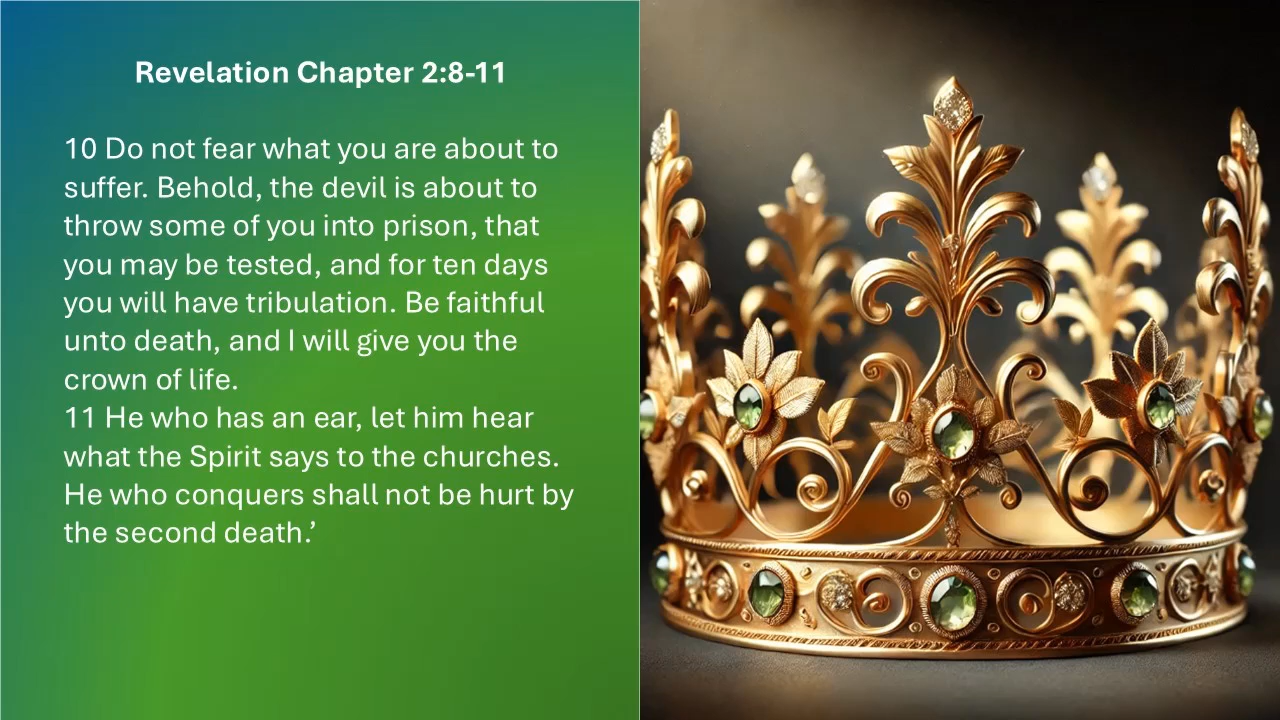 Revelation Chapter 2:8-11
10 Do not fear what you are about to
suffer. Behold, the devil is about to
throw some of you into prison, that
you may be tested, and for ten days
you will have tribulation. Be faithful
unto death, and I will give you the
crown of life.
11 He who has an ear, let him hear
what the Spirit says to the churches.
He who conquers shall not be hurt by
the second death.’